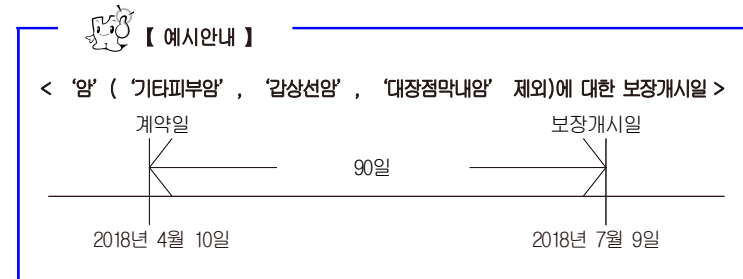 【 예시안내 】
< ‘암’ ( ‘기타피부암’ , ‘갑상선암’ , ‘대장점막내암’ 제외)에 대한 보장개시일 >
계약일 보장개시일
90일
2018년 4월 10일 2018년 7월 9일